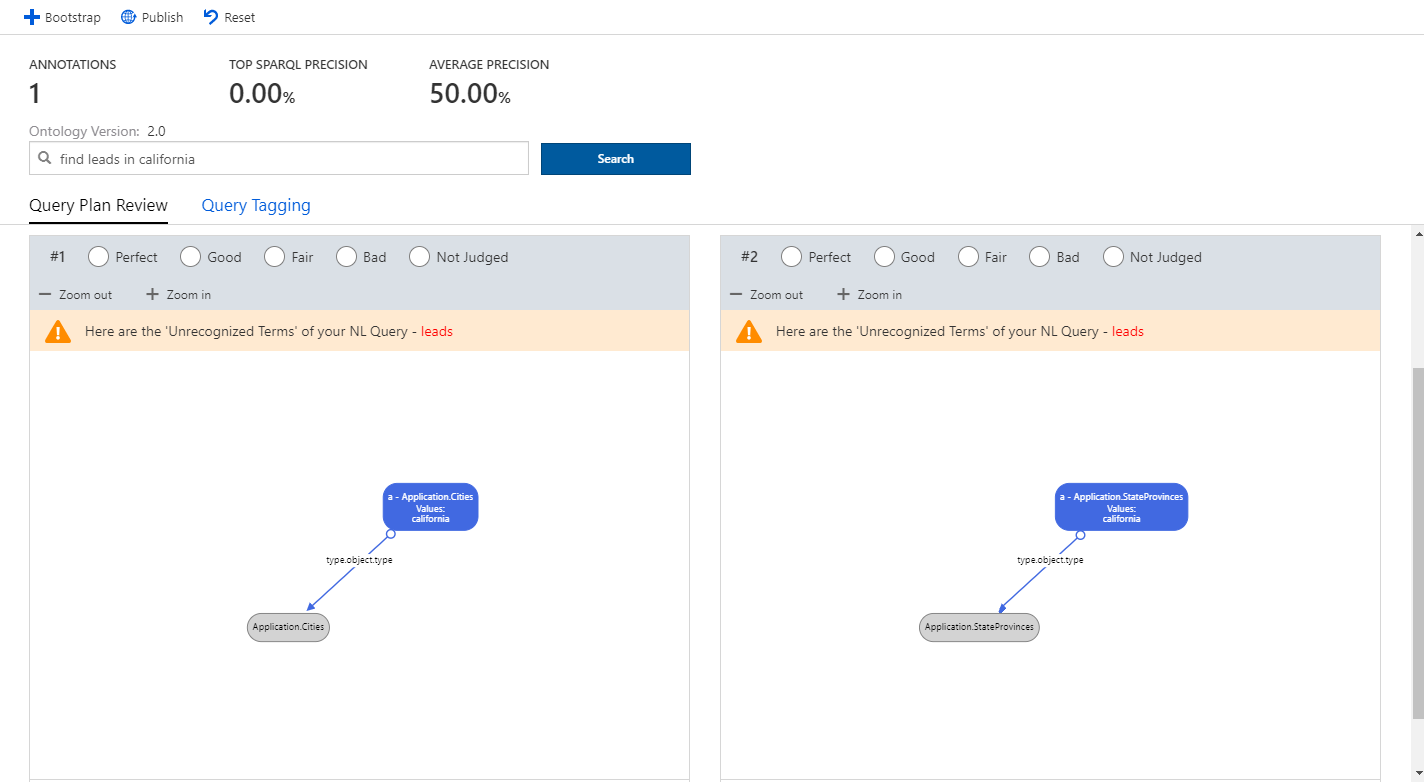 Bootstrap Publish Reset
ANNOTATIONS TOP SPARQL PRECISION AVERAGE PRECISION
1 0.00% 50.00%
Ontology Version: 2.0
find leads in california Search
Query Plan Review Query Tagging
#1 Perfect Good Fair Bad Not Judged
Zoom out Zoom in
Here are the 'Unrecognized Terms' of your NL Query - leads
a - Application.Cities
Values:
california
type.object.type
Application.Cities
#2 Perfect Good Fair Bad Not Judged
Zoom out Zoom in
Here are the 'Unrecognized Terms' of your NL Query - leads
a - Application.StateProvinces
Values:
california
type.object.type
Application.StateProvinces